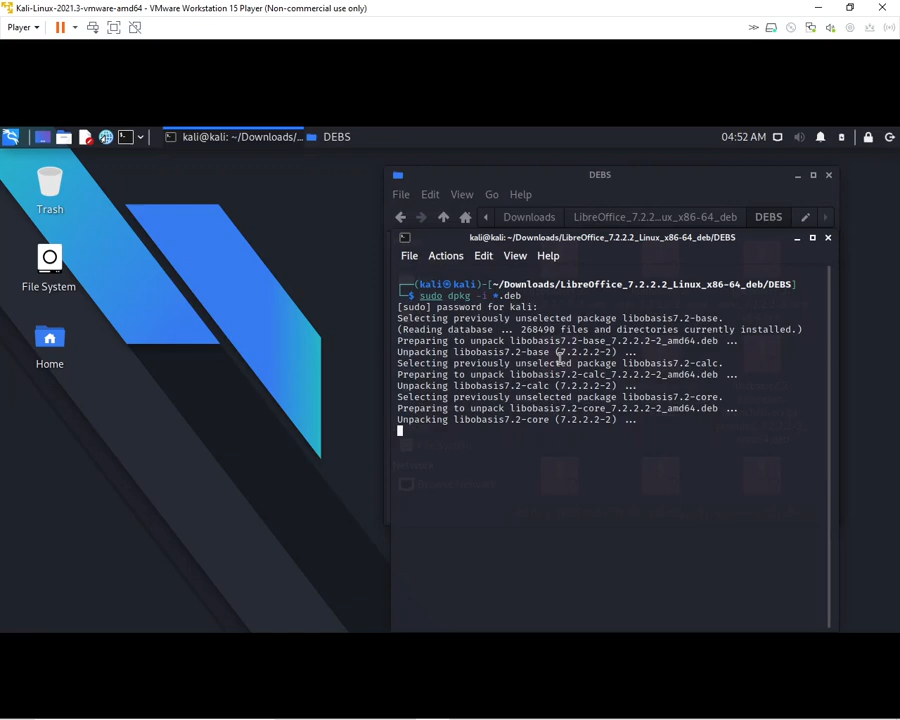 Kali-Linux-2021.3-vmware-amd64 - VMware Workstation 15 Player (Non-commercial use only)
Player
kali@kali: ~/Downloads/... DEBS 04:52 AM
Trash
File System
Home
DEBS
File Edit View Go Help
Downloads LibreOffice_7.2.2...ux_x86-64_deb DEBS
kali@kali:~/Downloads/LibreOffice_7.2.2.2_Linux_x86-64_deb/DEBS
File Actions Edit View Help
┌──(kali㉿kali)-[~/Downloads/LibreOffice_7.2.2.2_Linux_x86-64_deb/DEBS]
└─$ sudo dpkg -i *.deb
[sudo] password for kali:
Selecting previously unselected package libobasis7.2-base.
(Reading database ... 268490 files and directories currently installed.)
Preparing to unpack libobasis7.2-base_7.2.2.2-2_amd64.deb ...
Unpacking libobasis7.2-base (7.2.2.2-2) ...
Selecting previously unselected package libobasis7.2-calc.
Preparing to unpack libobasis7.2-calc_7.2.2.2-2_amd64.deb ...
Unpacking libobasis7.2-calc (7.2.2.2-2) ...
Selecting previously unselected package libobasis7.2-core.
Preparing to unpack libobasis7.2-core_7.2.2.2-2_amd64.deb ...
Unpacking libobasis7.2-core (7.2.2.2-2) ...